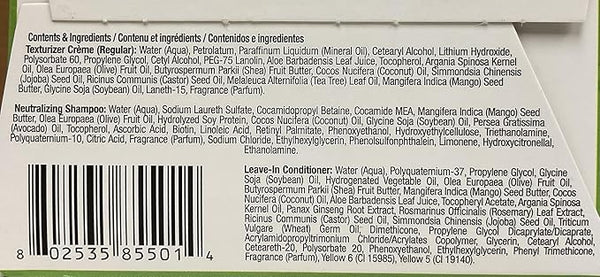 Contents & Ingredients / Contenu et ingrédients / Contenidos e ingredientes
Texturizer Crème (Regular): Water (Aqua), Petrolatum, Paraffinum Liquidum (Mineral Oil), Cetearyl Alcohol, Lithium Hydroxide,
Polysorbate 60, Propylene Glycol, Cetyl Alcohol, PEG-75 Lanolin, Aloe Barbadensis Leaf Juice, Tocopherol, Argania Spinosa Kernel
Oil, Olea Europaea (Olive) Fruit Oil, Butyrospermum Parkii (Shea) Fruit Butter, Cocos Nucifera (Coconut) Oil, Simmondsia Chinensis
(Jojoba) Seed Oil, Ricinus Communis (Castor) Seed Oil, Melaleuca Alternifolia (Tea Tree) Leaf Oil, Mangifera Indica (Mango) Seed
Butter, Glycine Soja (Soybean) Oil, Laneth-15, Fragrance (Parfum).
Neutralizing Shampoo: Water (Aqua), Sodium Laureth Sulfate, Cocamidopropyl Betaine, Cocamide MEA, Mangifera Indica (Mango) Seed
Butter, Olea Europaea (Olive) Fruit Oil, Hydrolyzed Soy Protein, Cocos Nucifera (Coconut) Oil, Glycine Soja (Soybean) Oil, Persea Gratissima
(Avocado) Oil, Tocopherol, Ascorbic Acid, Biotin, Linoleic Acid, Retinyl Palmitate, Phenoxyethanol, Hydroxyethylcellulose, Triethanolamine,
Polyquaternium-10, Citric Acid, Fragrance (Parfum), Sodium Chloride, Ethylhexylglycerin, Phenolsulfonphthalein, Limonene, Hydroxycitronellal,
Ethanolamine.
Leave-In Conditioner: Water (Aqua), Polyquaternium-37, Propylene Glycol, Glycine
Soja (Soybean) Oil, Hydrogenated Vegetable Oil, Olea Europaea (Olive) Fruit Oil,
Butyrospermum Parkii (Shea) Fruit Butter, Mangifera Indica (Mango) Seed Butter, Cocos
Nucifera (Coconut) Oil, Aloe Barbadensis Leaf Juice, Tocopheryl Acetate, Argania Spinosa
Kernel Oil, Panax Ginseng Root Extract, Rosmarinus Officinalis (Rosemary) Leaf Extract,
Ricinus Communis (Castor) Seed Oil, Simmondsia Chinensis (Jojoba) Seed Oil, Triticum
Vulgare (Wheat) Germ Oil, Dimethicone, Propylene Glycol Dicaprylate/Dicaprate,
Acrylamidopropyltrimonium Chloride/Acrylates Copolymer, Glycerin, Cetearyl Alcohol,
Ceteareth-20, Polysorbate 20, Phenoxyethanol, Ethylhexylglycerin, Phenyl Trimethicone,
Fragrance (Parfum), Yellow 6 (CI 15985), Yellow 5 (CI 19140).
8 02535 85501 4